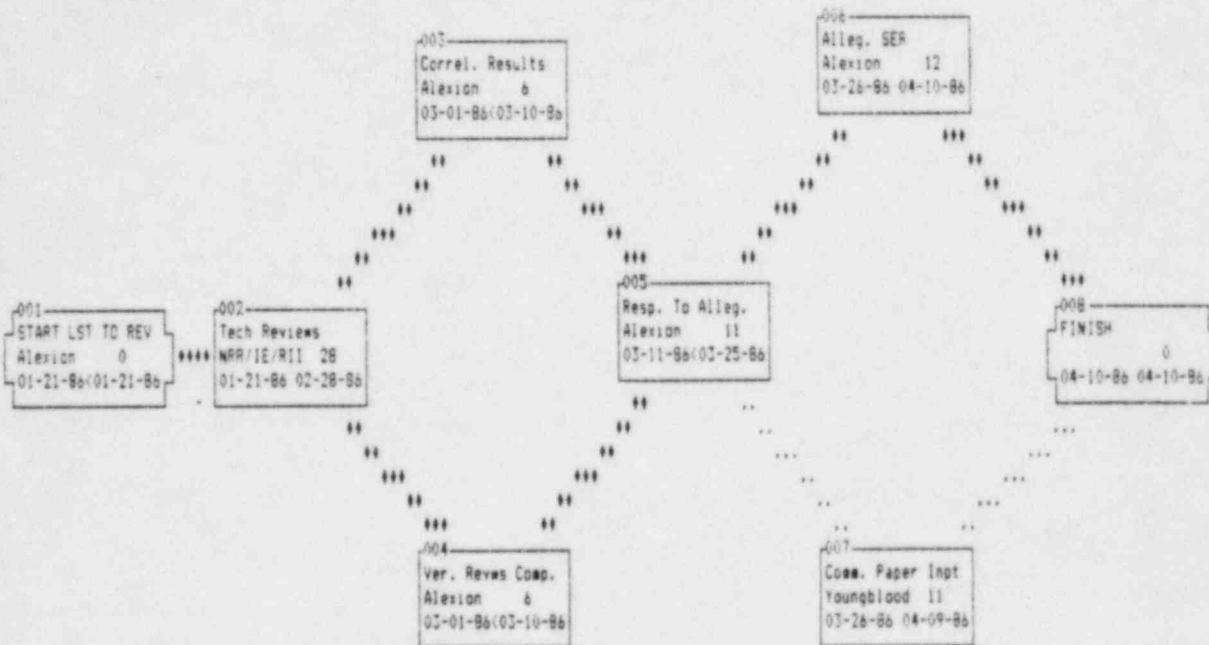 003
Correl. Results
Alexion 6
03-01-86<03-10-86
006
Alleg. SER
Alexion 12
03-26-86 04-10-86
001
START LST TO REV
Alexion 0
01-21-86<01-21-86
002
Tech Reviews
NRR/IE/RII 28
01-21-86 02-28-86
005
Resp. To Alleg.
Alexion 11
03-11-86<03-25-86
008
FINISH
0
04-10-86 04-10-86
004
Ver. Revws Comp.
Alexion 6
03-01-86<03-10-86
007
Comm. Paper Inpt
Youngblood 11
03-26-86 04-09-86